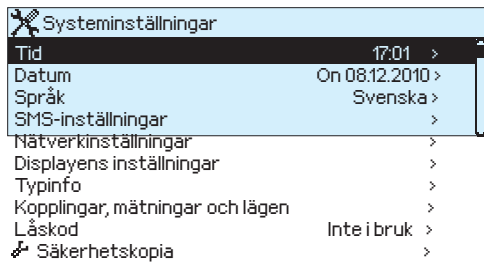 Systeminställningar
Tid 17:01 >
Datum On 08.12.2010 >
Språk Svenska >
SMS-inställningar >
Nätverkinställningar >
Displayens inställningar >
Typinfo >
Kopplingar, mätningar och lägen >
Låskod Inte i bruk >
Säkerhetskopia >